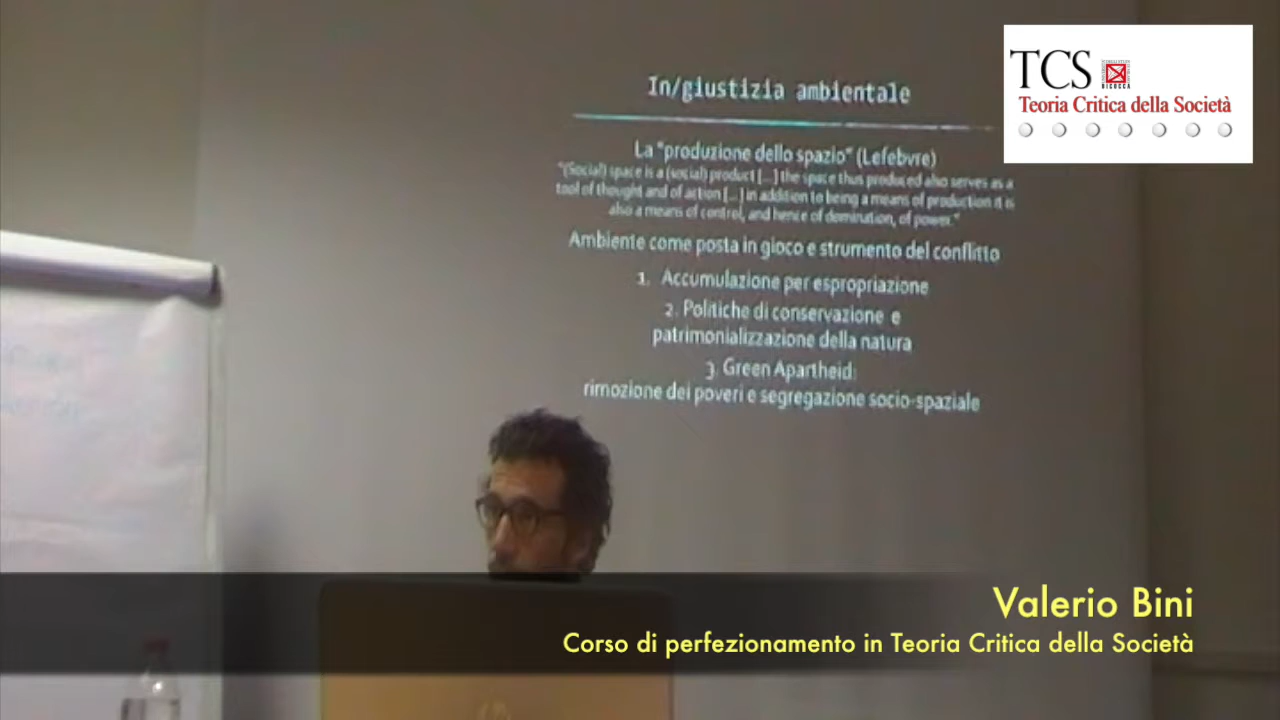 TCS
BICOCCA
Teoria Critica della Società
In/giustizia ambientale
La "produzione dello spazio" (Lefebvre)
"(Social) space is a (social) product [...] the space thus produced also serves as a
tool of thought and of action [...] in addition to being a means of production it is
also a means of control, and hence of domination, of power."
Ambiente come posta in gioco e strumento del conflitto
1. Accumulazione per espropriazione
2. Politiche di conservazione e
patrimonializzazione della natura
3. Green Apartheid:
rimozione dei poveri e segregazione socio-spaziale
Valerio Bini
Corso di perfezionamento in Teoria Critica della Società